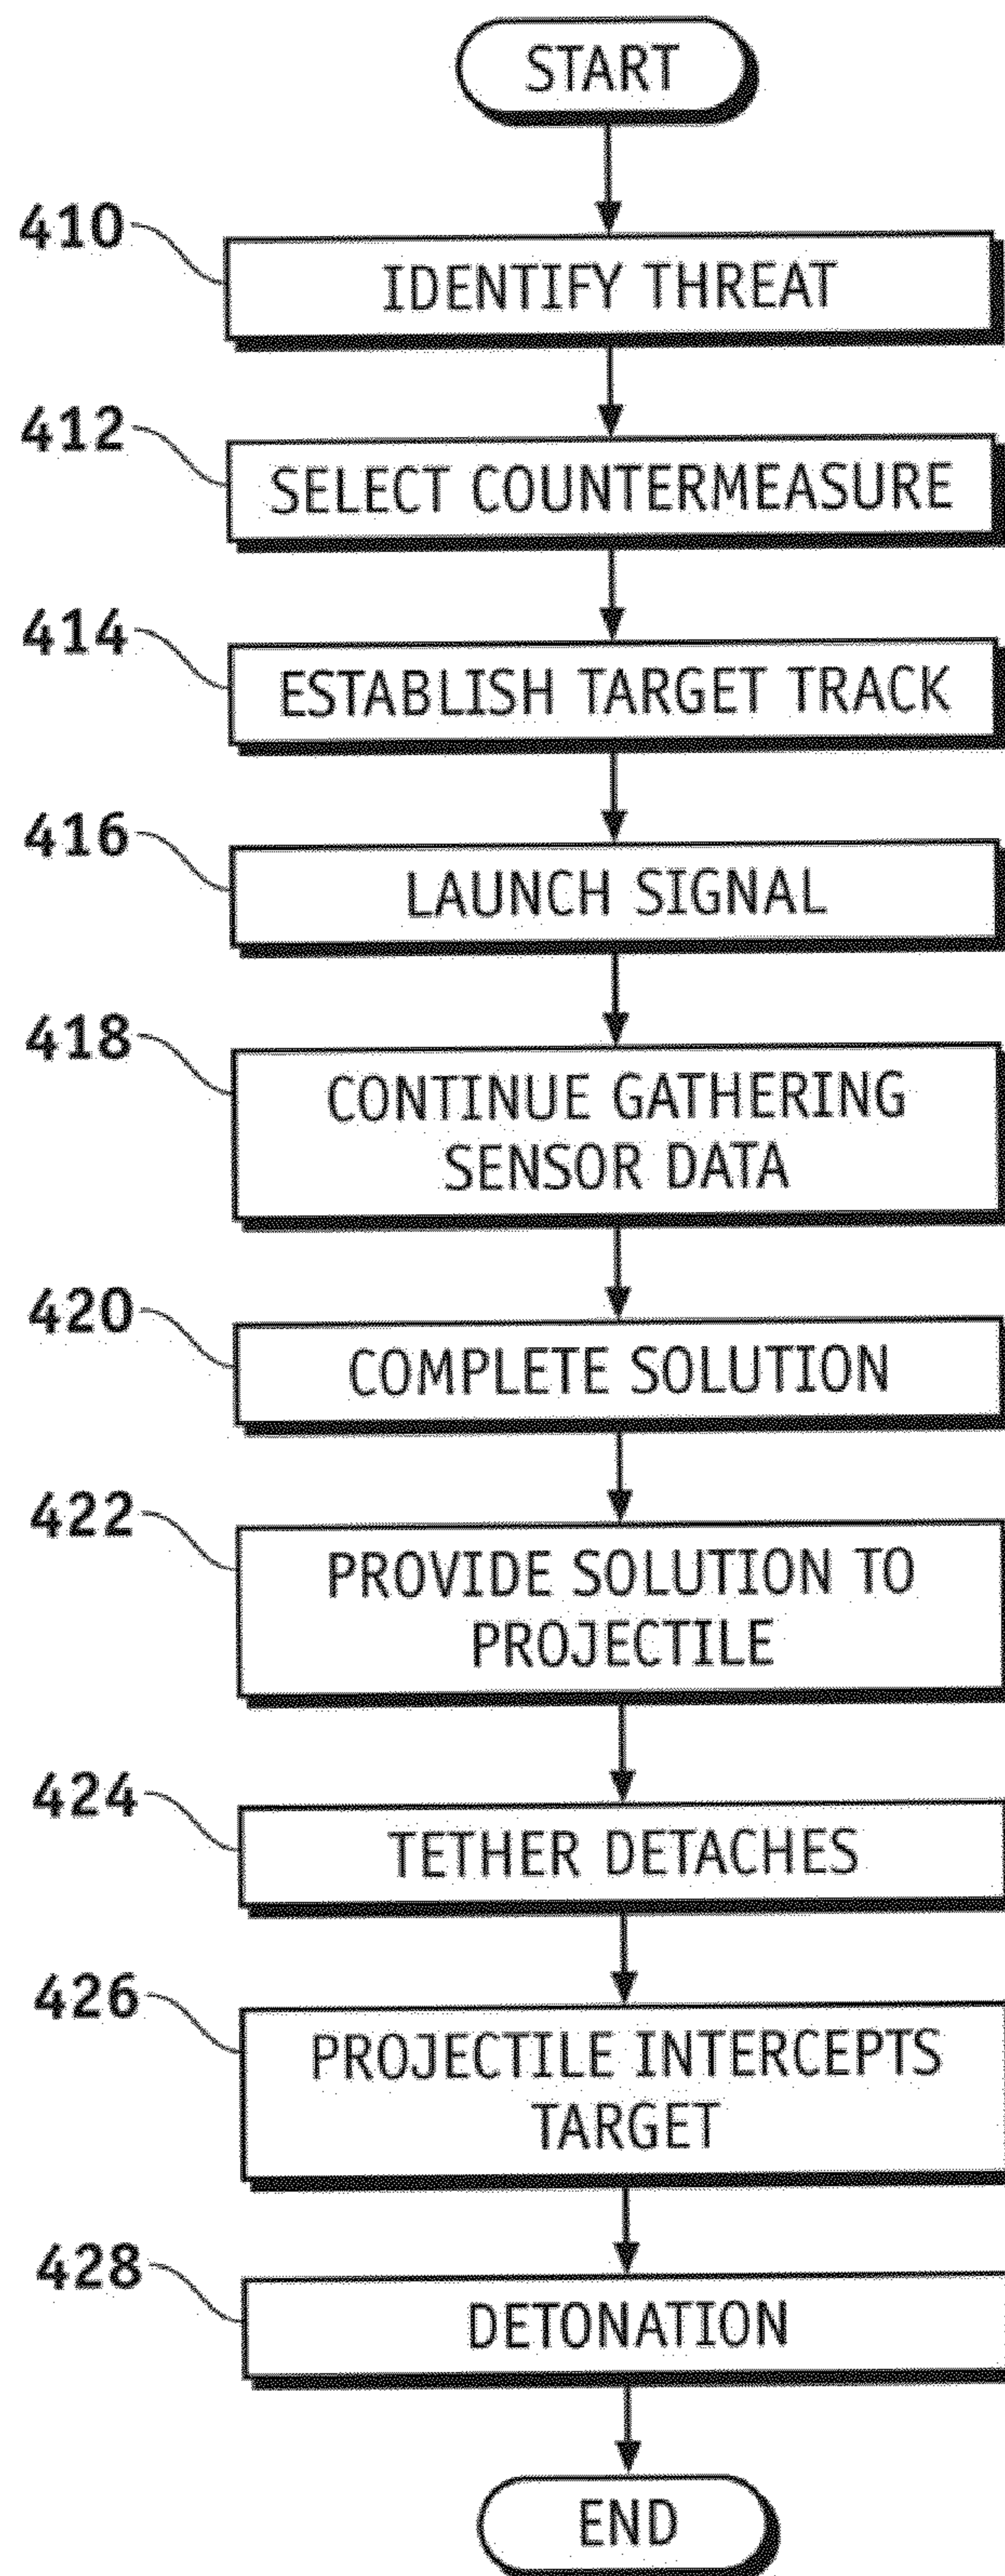 START
410
IDENTIFY THREAT
412
SELECT COUNTERMEASURE
414
ESTABLISH TARGET TRACK
416
LAUNCH SIGNAL
418
CONTINUE GATHERING
SENSOR DATA
420
COMPLETE SOLUTION
422
PROVIDE SOLUTION TO
PROJECTILE
424
TETHER DETACHES
426
PROJECTILE INTERCEPTS
TARGET
428
DETONATION
END